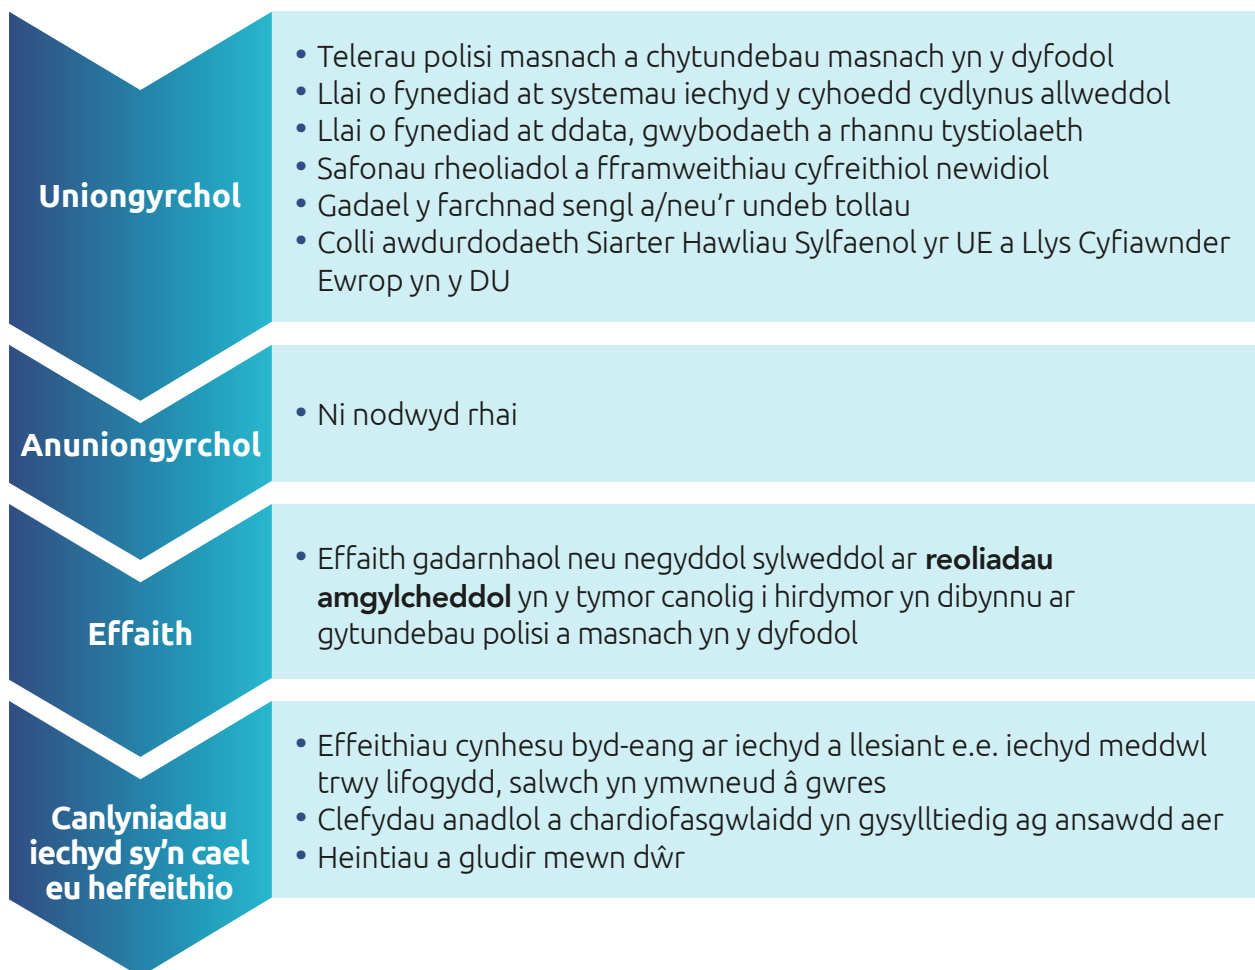 Uniongyrchol
• Telerau polisi masnach a chytundebau masnach yn y dyfodol
• Llai o fynediad at systemau iechyd y cyhoedd cydlynus allweddol
• Llai o fynediad at ddata, gwybodaeth a rhannu tystiolaeth
• Safonau rheoliadol a fframweithiau cyfreithiol newidiol
• Gadael y farchnad sengl a/neu’r undeb tollau
• Colli awdurdodaeth Siarter Hawliau Sylfaenol yr UE a Llys Cyfiawnder
Ewrop yn y DU
Anuniongyrchol
• Ni nodwyd rhai
Effaith
• Effaith gadarnhaol neu negyddol sylweddol ar reoliadau
amgylcheddol yn y tymor canolig i hirdymor yn dibynnu ar
gytundebau polisi a masnach yn y dyfodol
Canlyniadau
iechyd sy’n cael
eu heffeithio
• Effeithiau cynhesu byd-eang ar iechyd a llesiant e.e. iechyd meddwl
trwy lifogydd, salwch yn ymwneud â gwres
• Clefydau anadlol a chardiofasgwlaidd yn gysylltiedig ag ansawdd aer
• Heintiau a gludir mewn dŵr